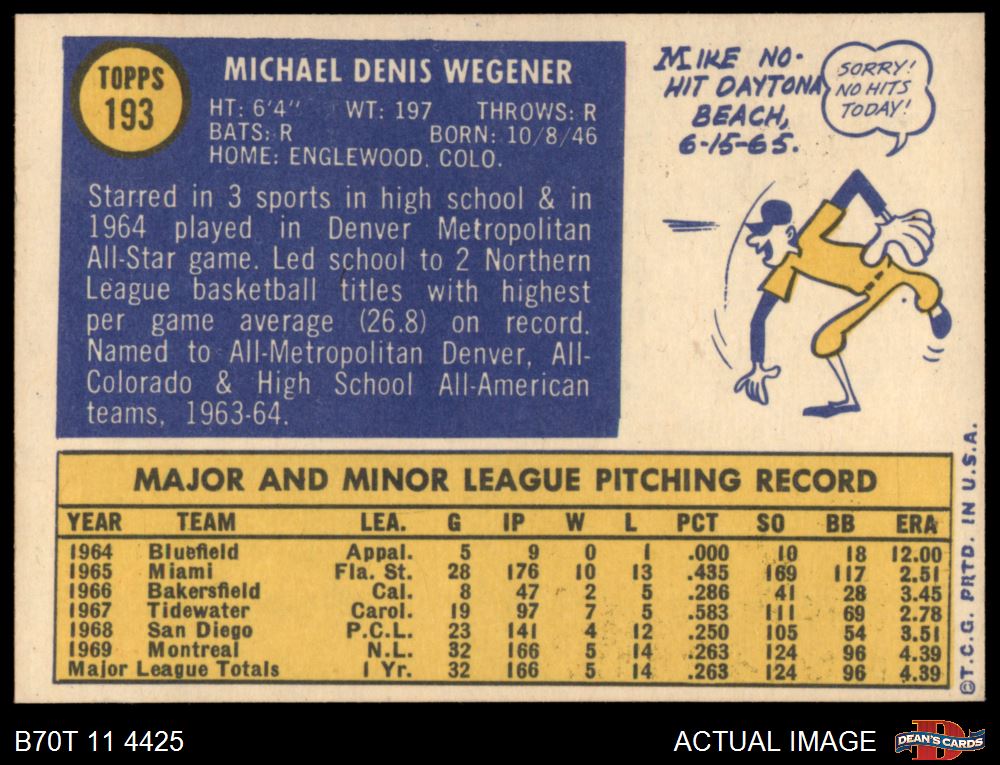 TOPPS
193
MICHAEL DENIS WEGENER
HT: 6'4" WT: 197 THROWS: R
BATS: R BORN: 10/8/46
HOME: ENGLEWOOD. COLO.
Starred in 3 sports in high school & in
1964 played in Denver Metropolitan
All-Star game. Led school to 2 Northern
League basketball titles with highest
per game average (26.8) on record.
Named to All-Metropolitan Denver, All-
Colorado & High School All-American
teams, 1963-64.
MIKE NO-
HIT DAYTONA
BEACH,
6-15-65.
SORRY!
NO HITS
TODAY!
MAJOR AND MINOR LEAGUE PITCHING RECORD
YEAR TEAM LEA. G IP W L PCT SO BB ERA
1964 Bluefield Appal. 5 9 0 1 .000 10 18 12.00
1965 Miami Fla. St. 28 176 10 13 .435 169 117 2.51
1966 Bakersfield Cal. 8 47 2 5 .286 41 28 3.45
1967 Tidewater Carol. 19 97 7 5 .583 111 69 2.78
1968 San Diego P.C.L. 23 141 4 12 .250 105 54 3.51
1969 Montreal N.L. 32 166 5 14 .263 124 96 4.39
Major League Totals 1 Yr. 32 166 5 14 .263 124 96 4.39
©T.C.G. PRTD. IN U.S.A.
B70T 11 4425
ACTUAL IMAGE
DEAN'S CARDS